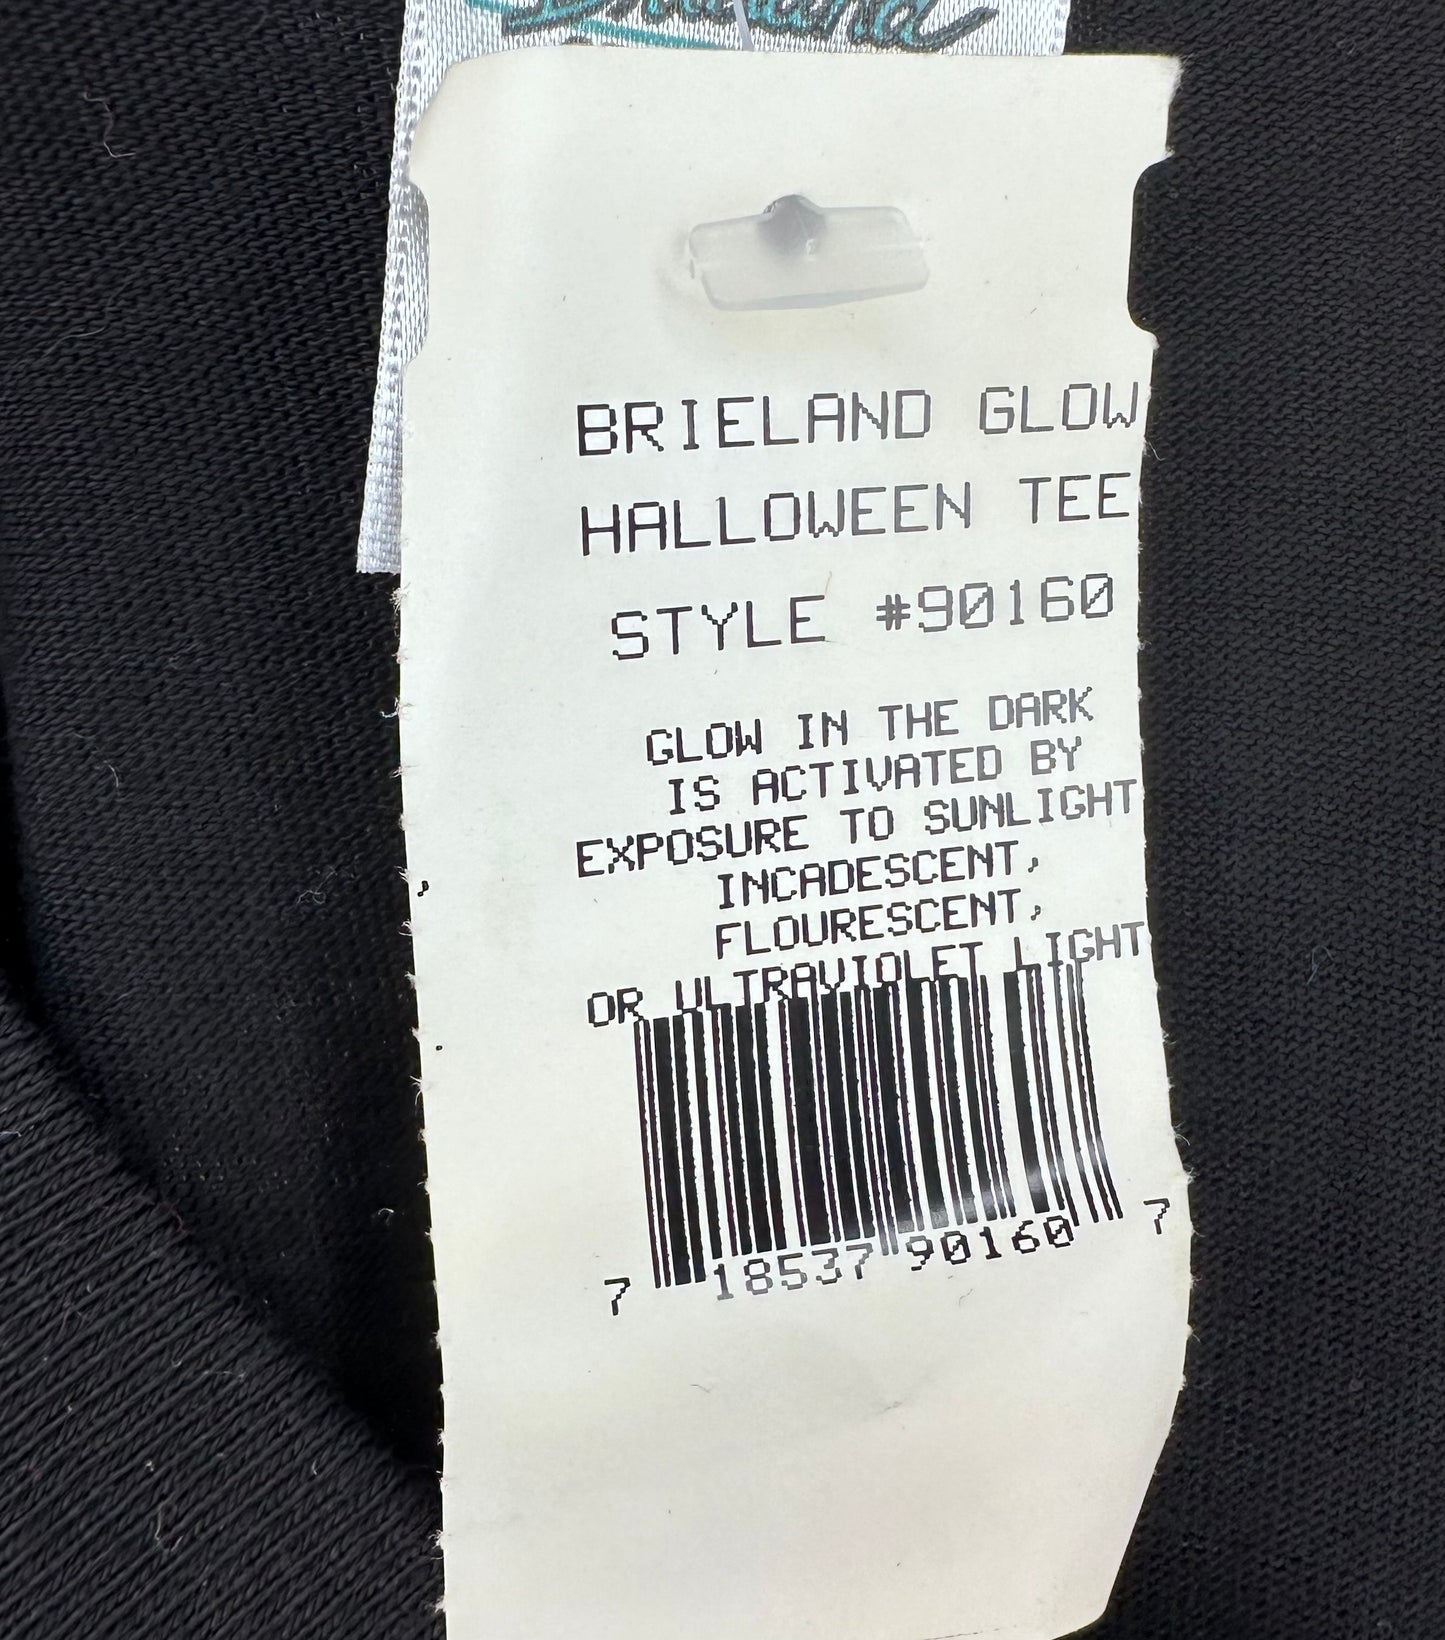 Brieland
BRIELAND GLOW
HALLOWEEN TEE
STYLE #90160
GLOW IN THE DARK
IS ACTIVATED BY
EXPOSURE TO SUNLIGHT
INCADESCENT,
FLOURESCENT,
OR ULTRAVIOLET LIGHT
7 18537 90160 7